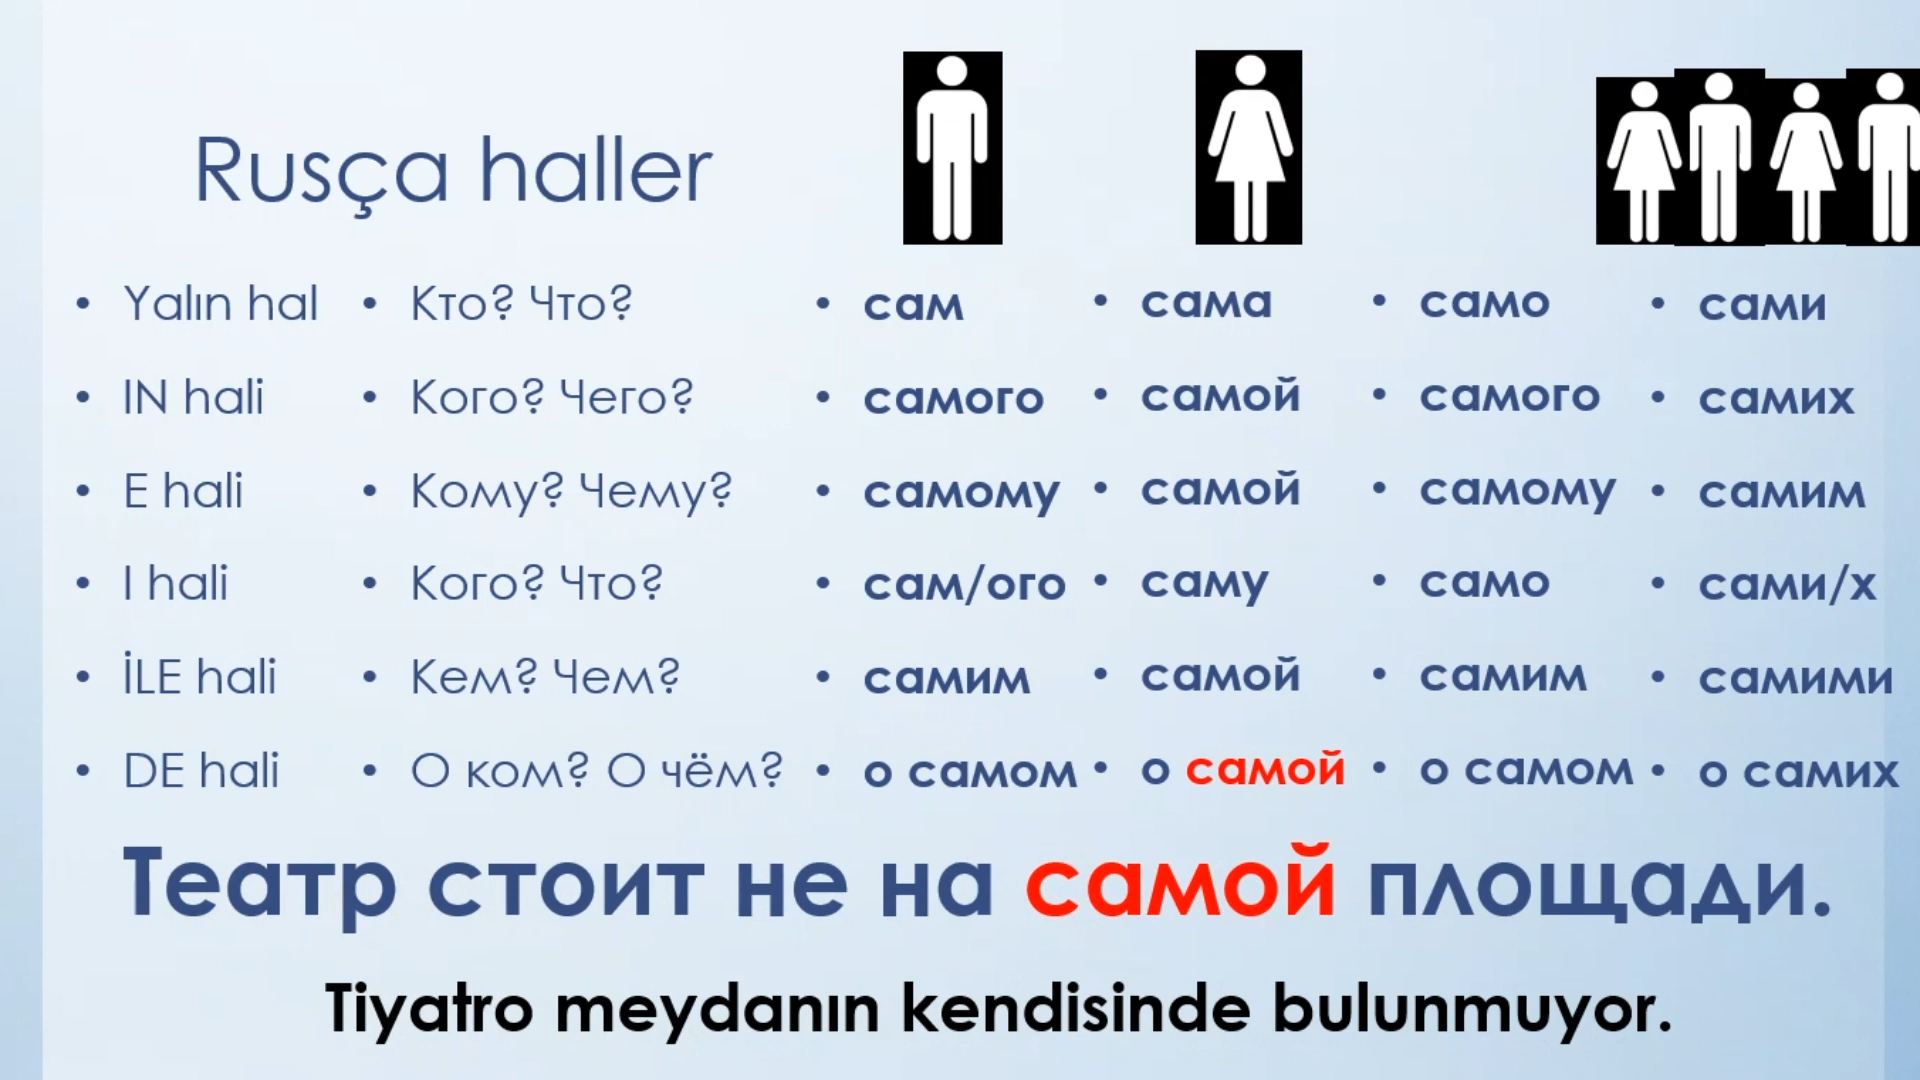 Rusça haller
• Yalın hal • Кто? Что? • сам • сама • само • сами
• IN hali • Кого? Чего? • самого • самой • самого • самих
• E hali • Кому? Чему? • самому • самой • самому • самим
• I hali • Кого? Что? • сам/ого • саму • само • сами/х
• İLE hali • Кем? Чем? • самим • самой • самим • самими
• DE hali • О ком? О чём? • о самом • о самой • о самом • о самих
Театр стоит не на самой площади.
Tiyatro meydanın kendisinde bulunmuyor.